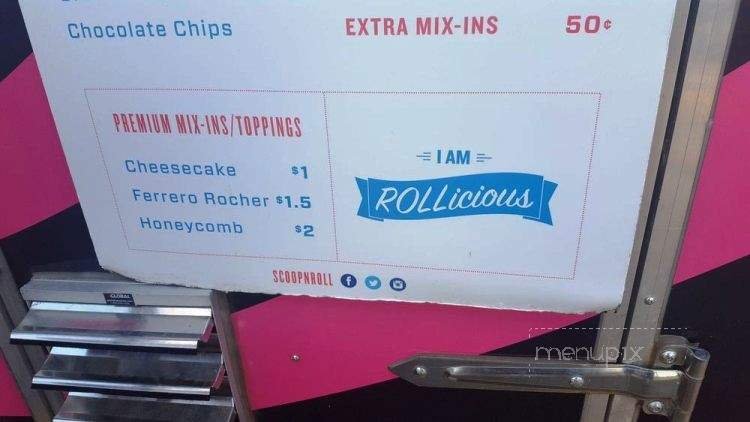 Chocolate Chips
EXTRA MIX-INS 50¢
PREMIUM MIX-INS/TOPPINGS
Cheesecake $1
Ferrero Rocher $1.5
Honeycomb $2
I AM
ROLLicious
SCOOPNROLL
GLOBAL
menupix